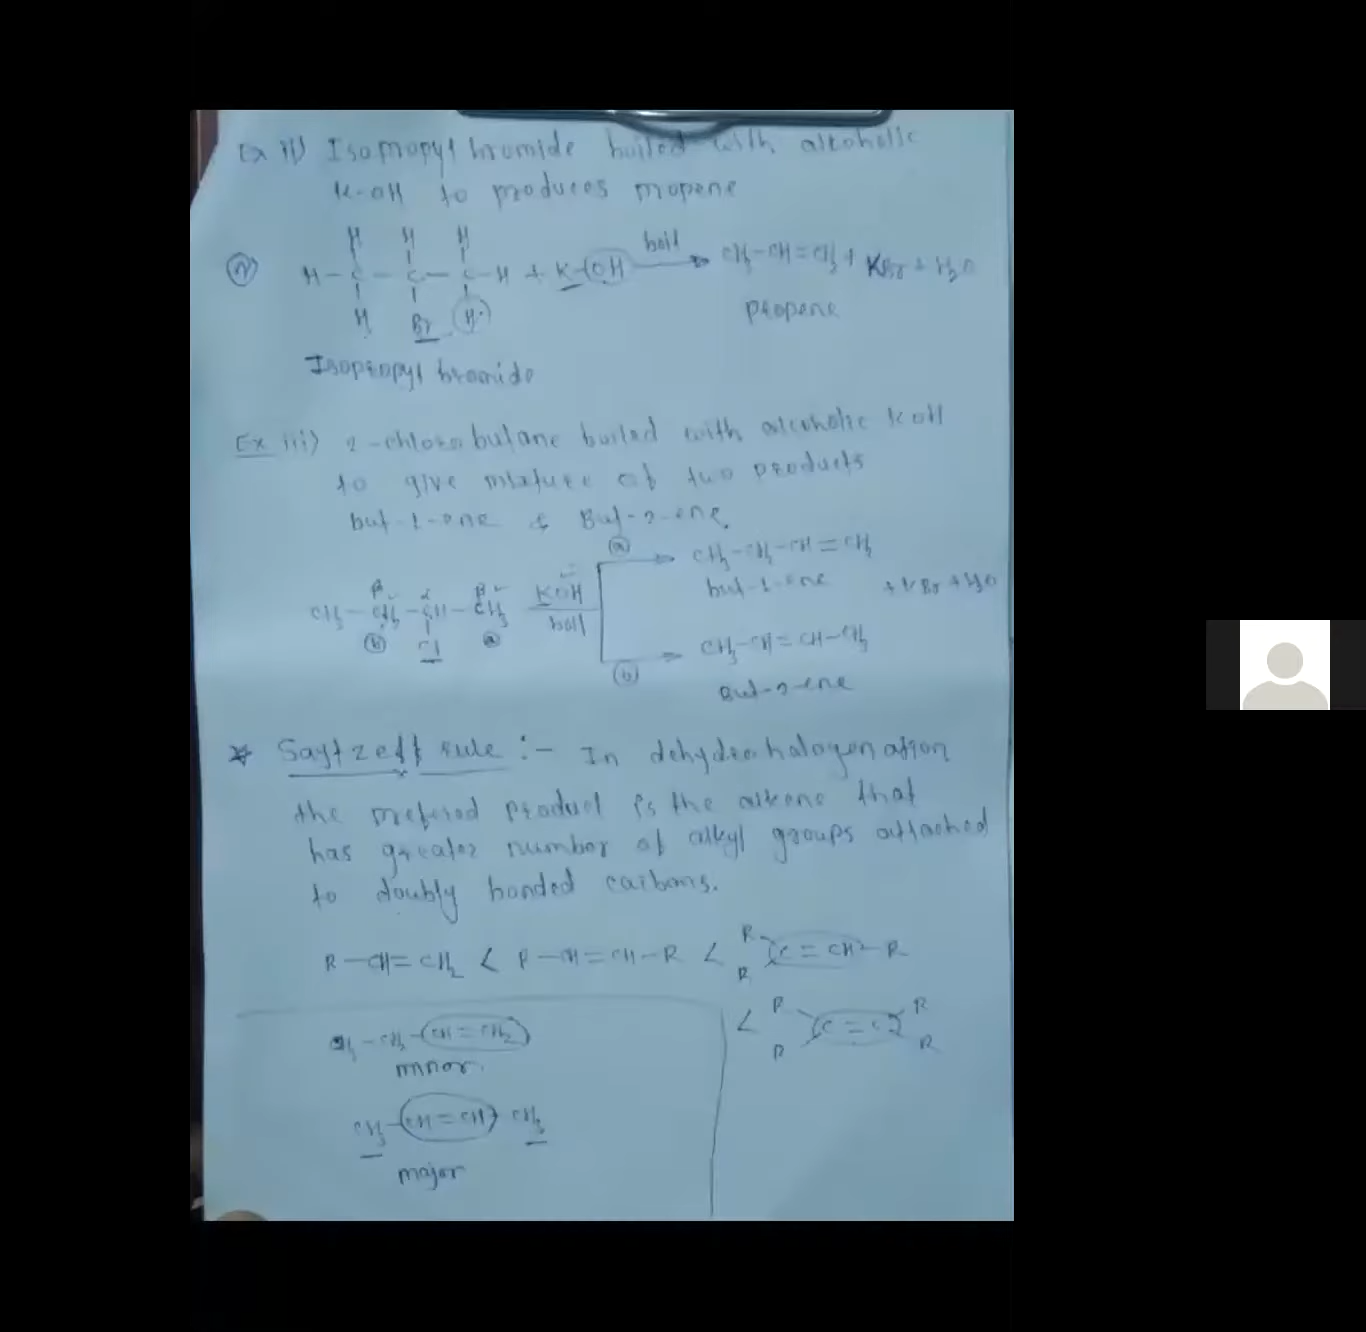 Ex ii) Isopropyl bromide boiled with alcoholic
K-OH to produces propene
H H H
H-C-C-C-H + K-OH boil → CH3-CH=CH2 + KBr + H2O
H Br H
propene
Isopropyl bromide
Ex iii) 2-chlorobutane boiled with alcoholic KOH
to give mixture of two products
but-1-ene & But-2-ene.
(a) CH3-CH2-CH=CH2
but-1-ene + KBr + H2O
β α β
CH3-CH2-CH-CH3 KOH
boil
(b) Cl (a)
CH3-CH=CH-CH3
(b)
But-2-ene
* Saytzeff rule :- In dehydrohalogenation
the prefered product is the alkene that
has greater number of alkyl groups attached
to doubly bonded carbons.
R-CH=CH2 < R-CH=CH-R < R R C=CH-R
< R R C=C R R
CH3-CH2-CH=CH2
minor.
CH3-CH=CH-CH3
major